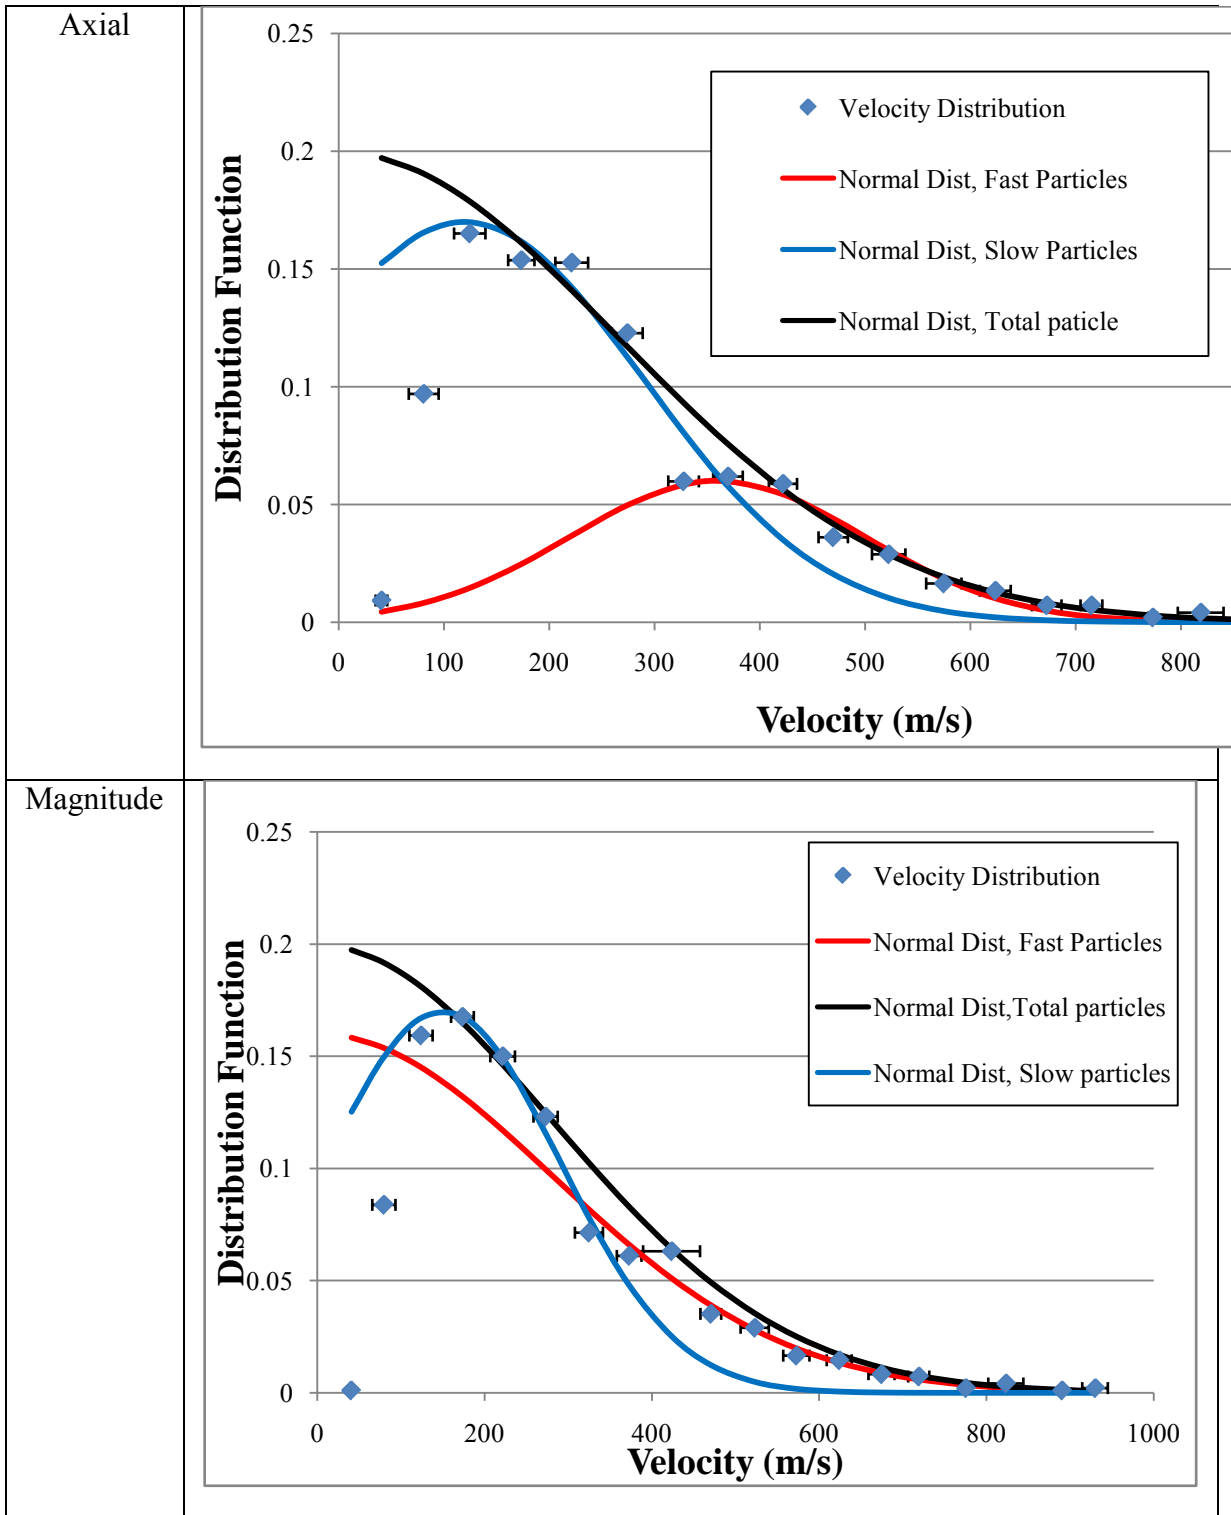 Axial
0.25
0.2
0.15
0.1
0.05
0
Distribution Function
Velocity Distribution
Normal Dist, Fast Particles
Normal Dist, Slow Particles
Normal Dist, Total paticle
0 100 200 300 400 500 600 700 800
Velocity (m/s)
Magnitude
0.25
0.2
0.15
0.1
0.05
0
Distribution Function
Velocity Distribution
Normal Dist, Fast Particles
Normal Dist,Total particles
Normal Dist, Slow particles
0 200 400 600 800 1000
Velocity (m/s)